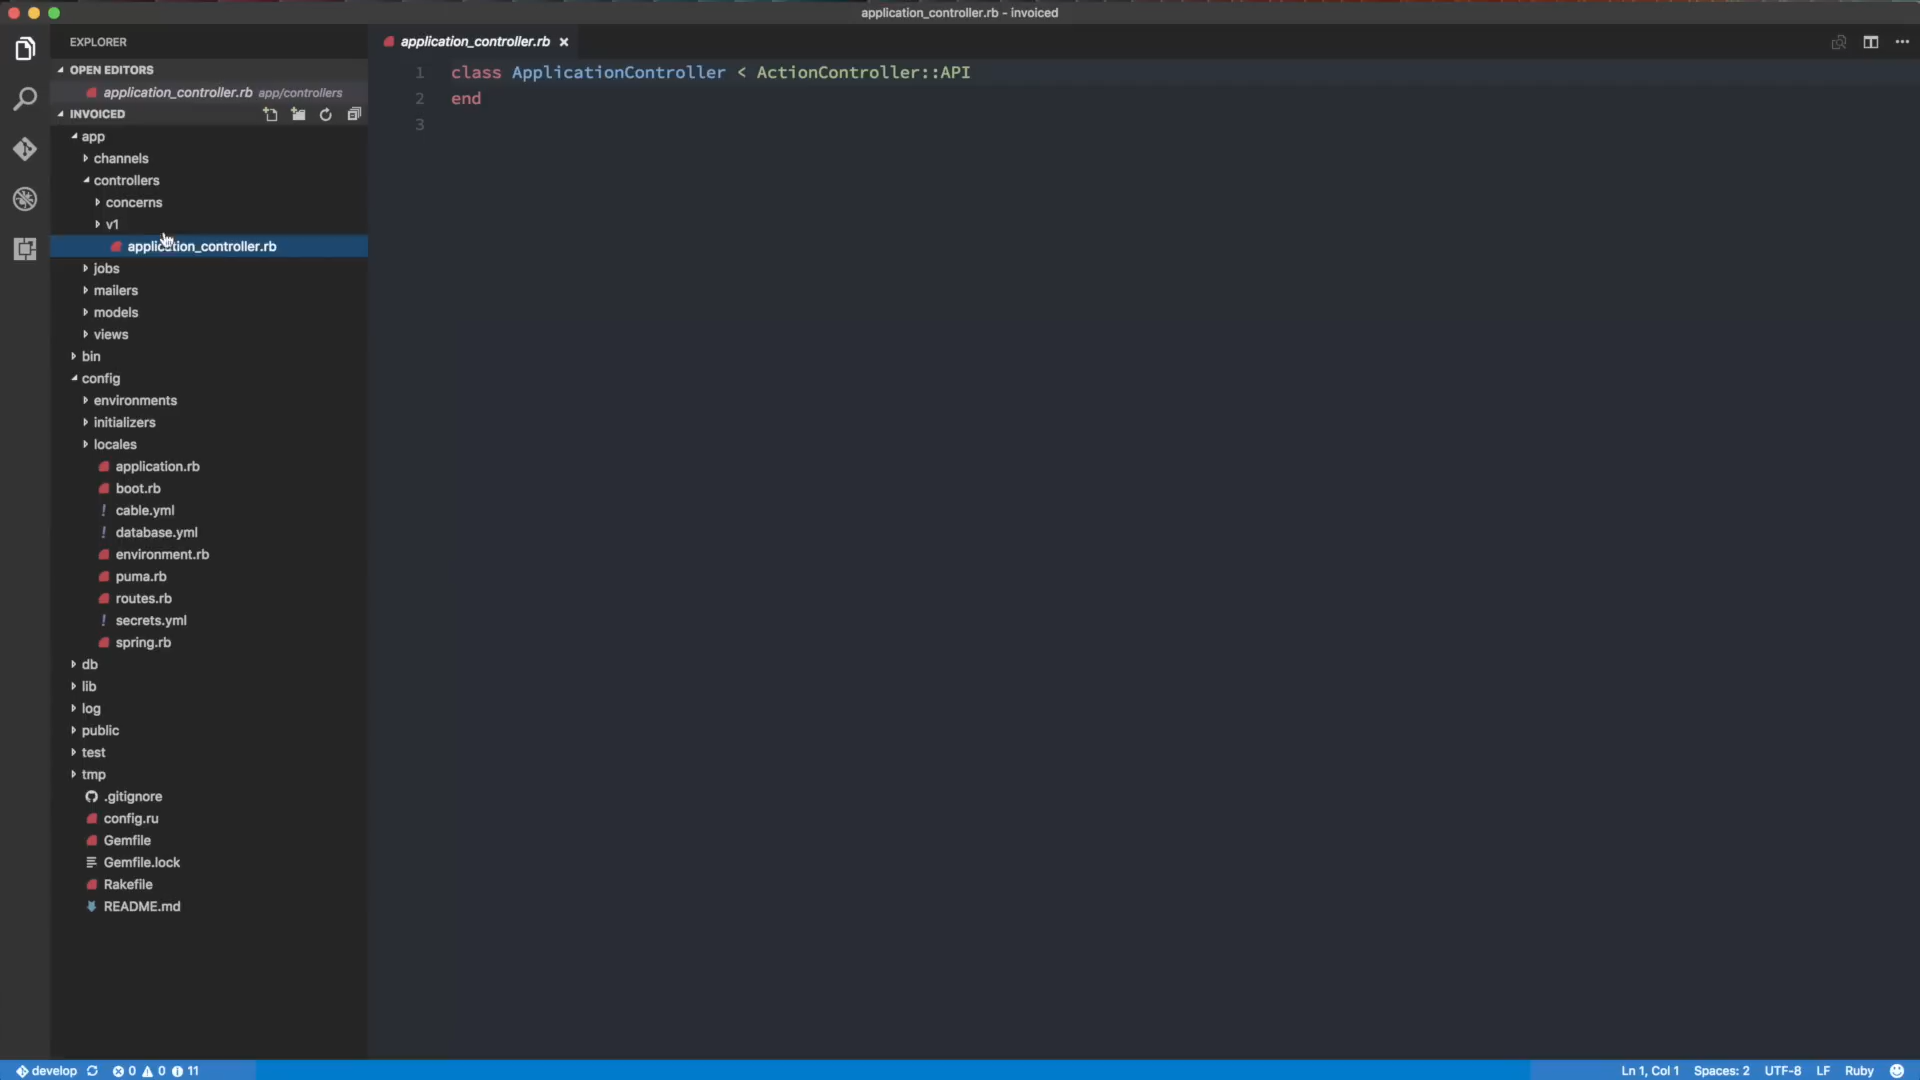 application_controller.rb - invoiced
EXPLORER
OPEN EDITORS
application_controller.rb app/controllers
INVOICED
app
channels
controllers
concerns
v1
application_controller.rb
jobs
mailers
models
views
bin
config
environments
initializers
locales
application.rb
boot.rb
! cable.yml
! database.yml
environment.rb
puma.rb
routes.rb
! secrets.yml
spring.rb
db
lib
log
public
test
tmp
.gitignore
config.ru
Gemfile
Gemfile.lock
Rakefile
README.md
application_controller.rb
1 class ApplicationController < ActionController::API
2 end
3
develop 0 0 11
Ln 1, Col 1 Spaces: 2 UTF-8 LF Ruby